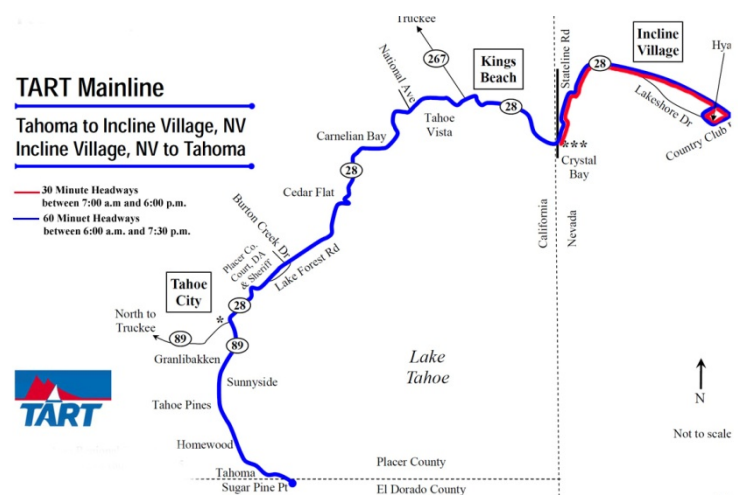 Truckee
267
National Ave
Kings
Beach
28
Stateline Rd
28
Incline
Village
Hya
Lakeshore Dr
Country Club
***
Crystal
Bay
TART Mainline
Tahoma to Incline Village, NV
Incline Village, NV to Tahoma
30 Minute Headways
between 7:00 a.m and 6:00 p.m.
60 Minuet Headways
between 6:00 a.m. and 7:30 p.m.
Tahoe
Vista
Carnelian Bay
28
Cedar Flat
Burton Creek Dr
Placer Co.
Court, DA
& Sheriff
Lake Forest Rd
California
Nevada
Tahoe
City
28
*
North to
Truckee
89
89
Granlibakken
Sunnyside
Tahoe Pines
Homewood
Tahoma
Sugar Pine Pt
Lake
Tahoe
Placer County
El Dorado County
N
Not to scale
TART